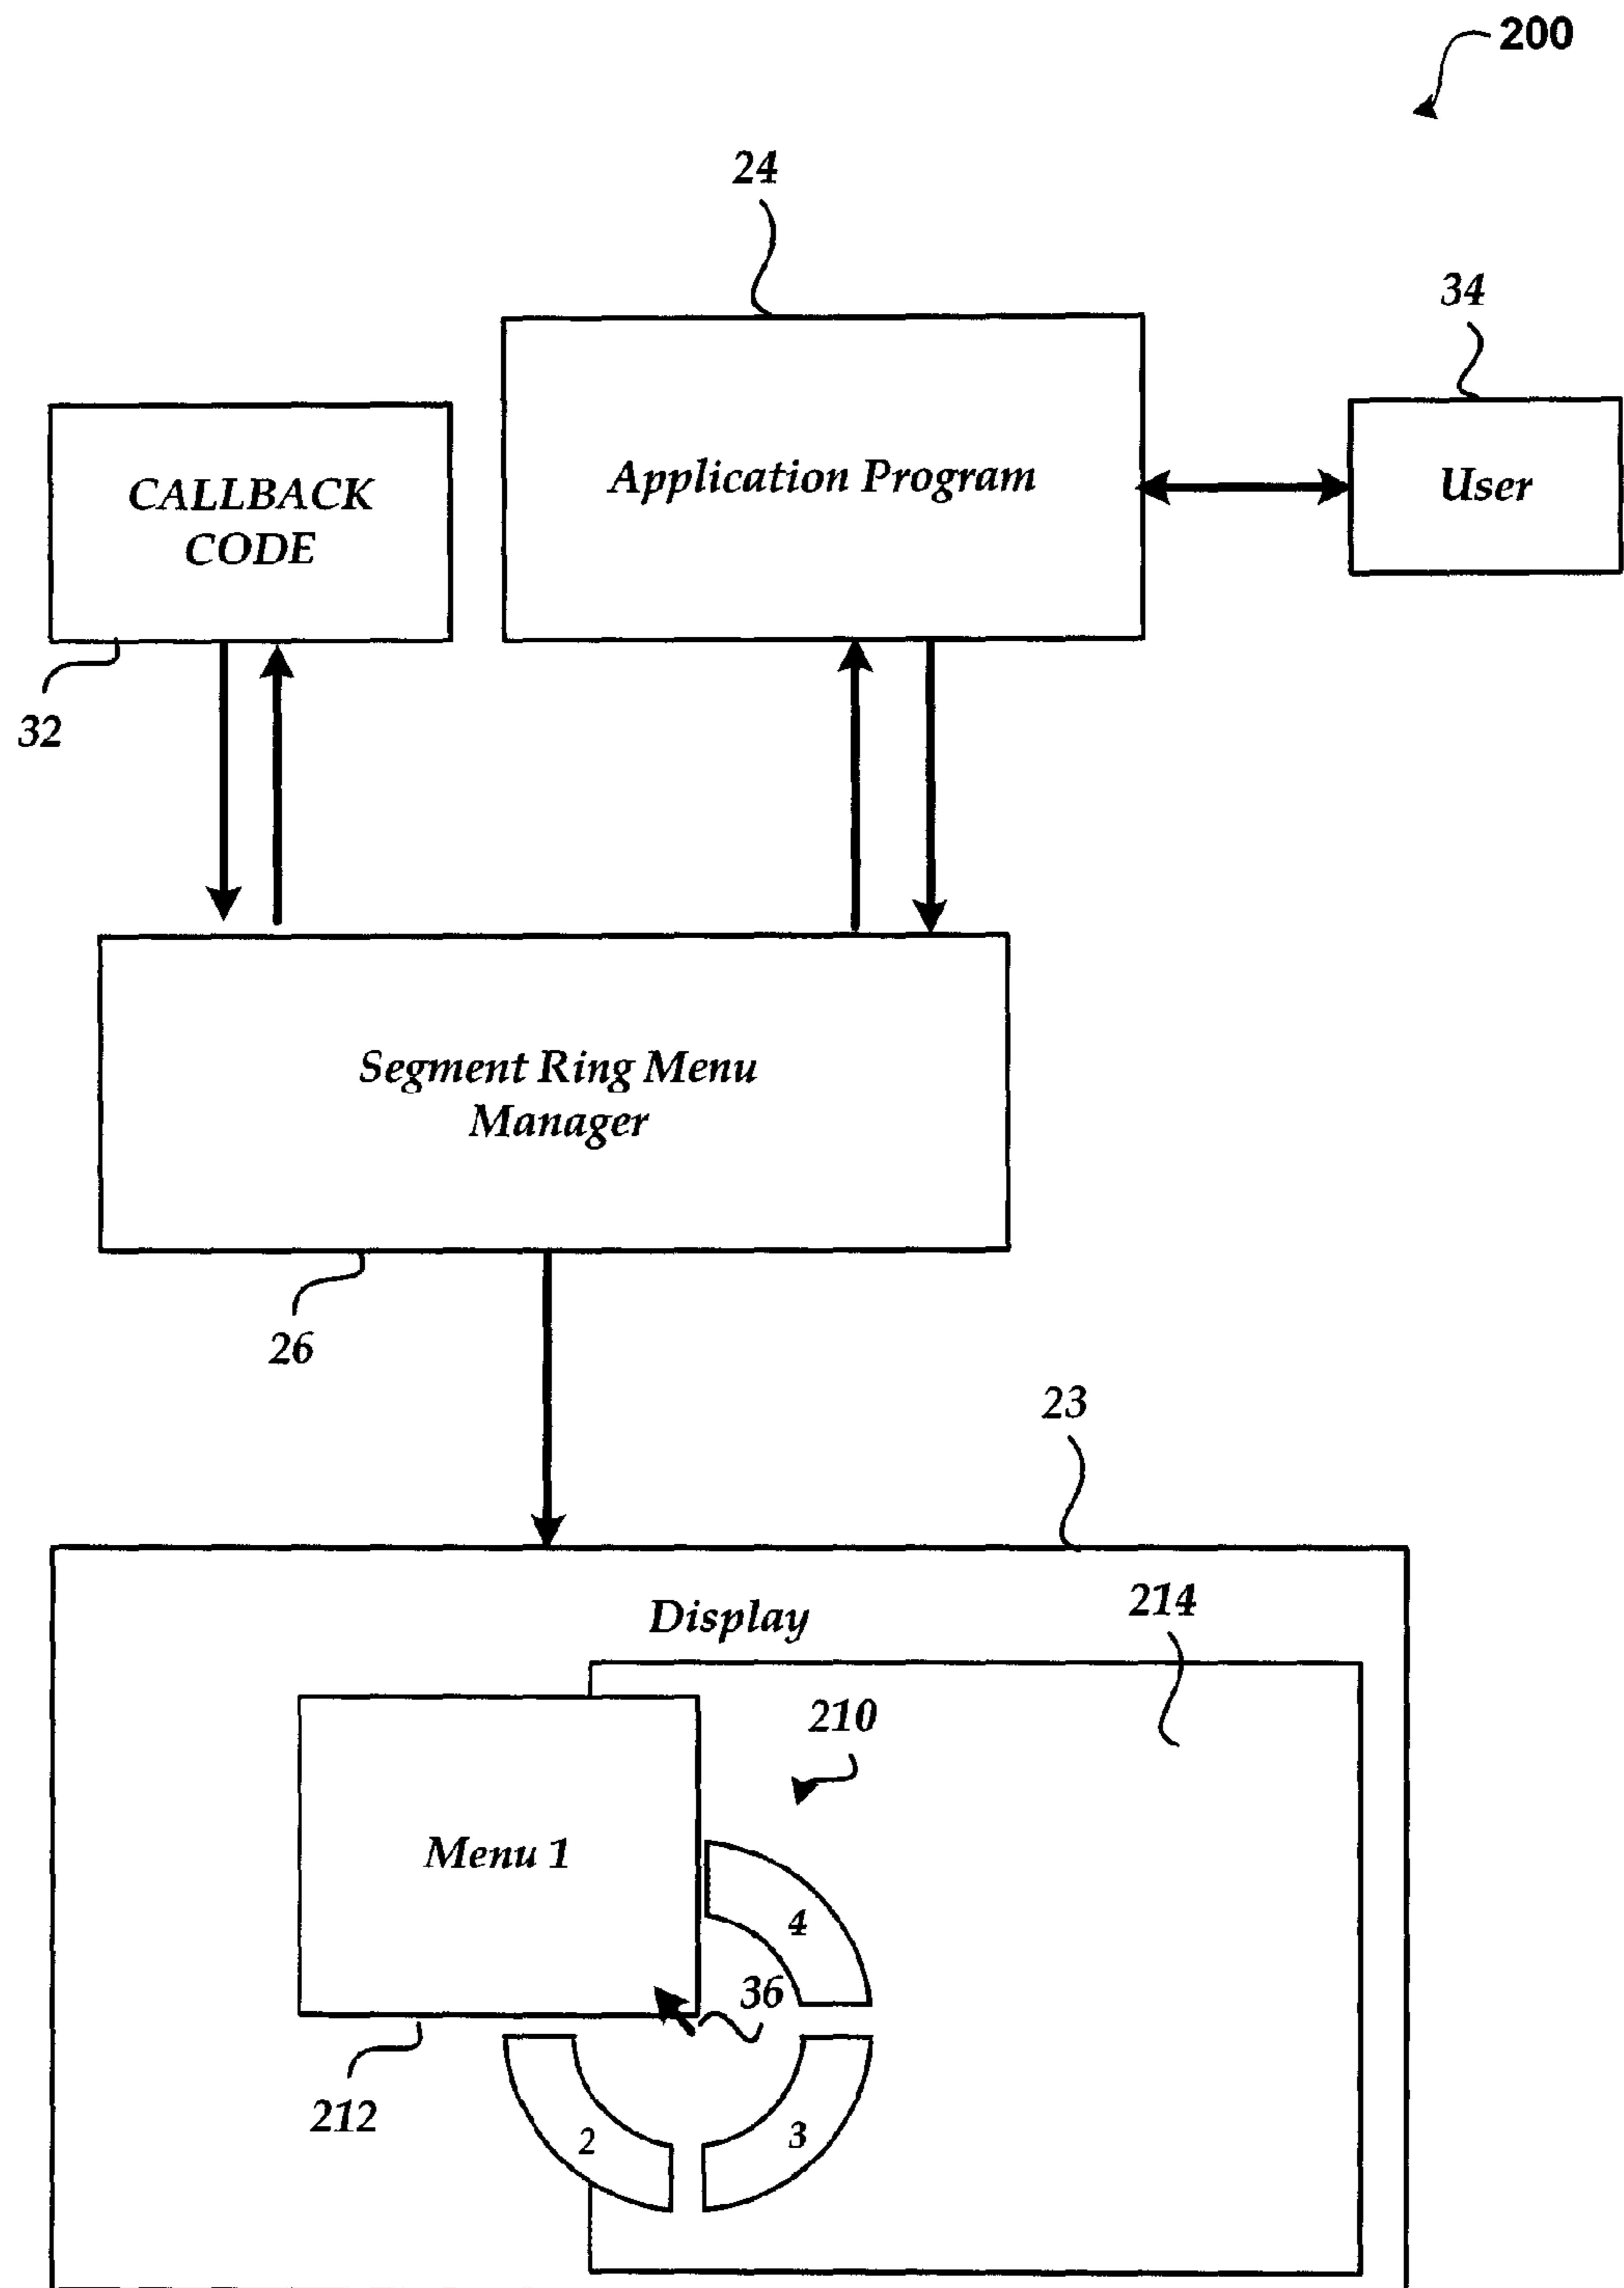 200
24
34
CALLBACK
CODE
Application Program
User
32
Segment Ring Menu
Manager
26
23
Display
214
210
Menu 1
4
36
212
2
3